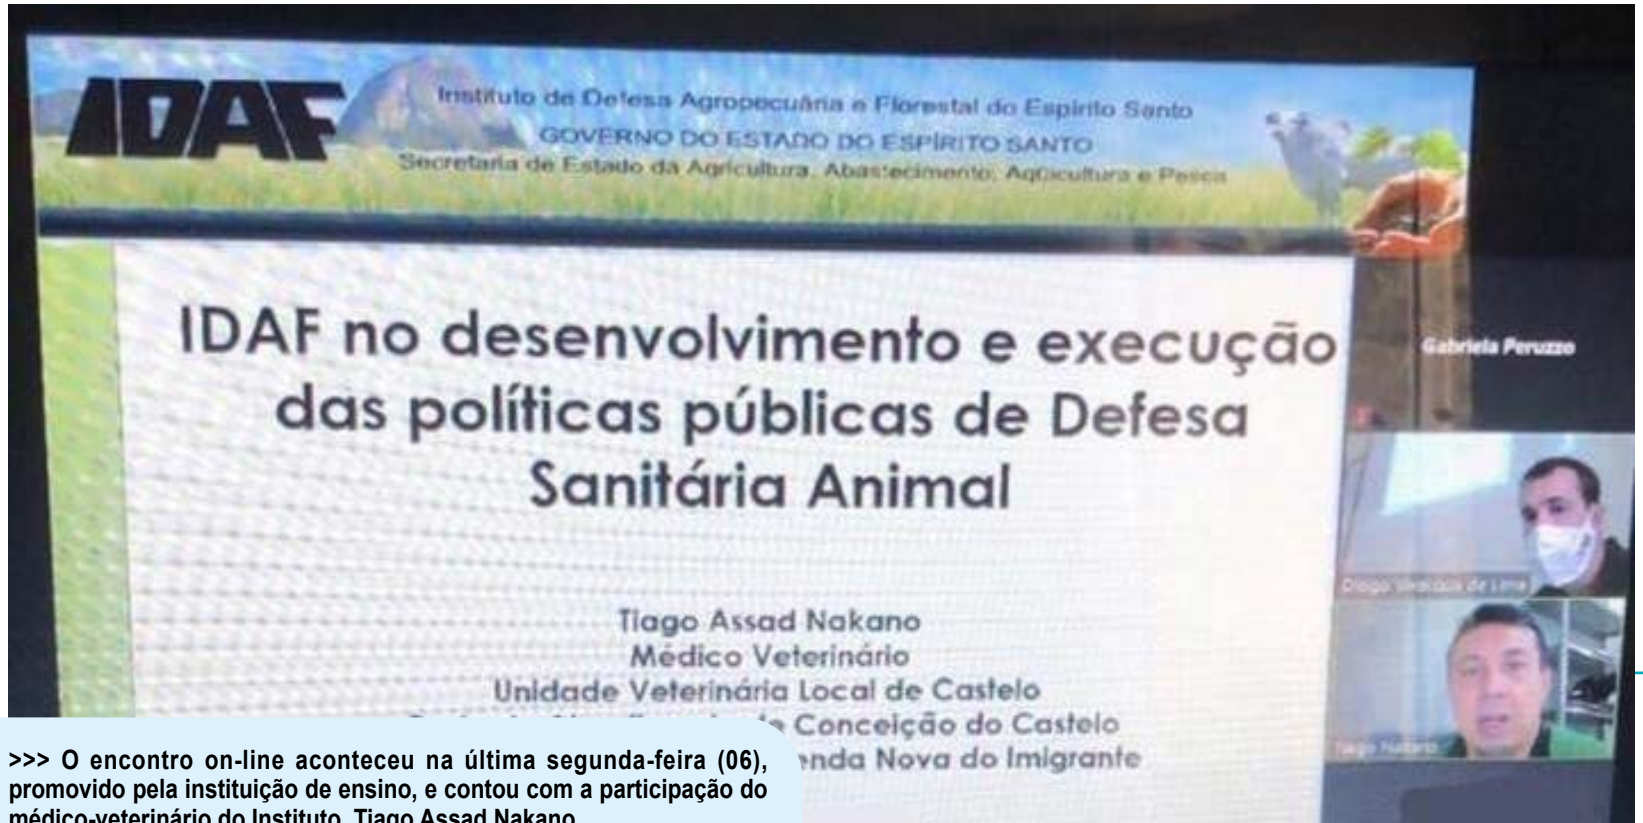 IDAF
Instituto de Defesa Agropecuária e Florestal do Espírito Santo
GOVERNO DO ESTADO DO ESPÍRITO SANTO
Secretaria de Estado da Agricultura, Abastecimento, Aqüicultura e Pesca
IDAF no desenvolvimento e execução
das políticas públicas de Defesa
Sanitária Animal
Gabriela Peruzzo
Tiago Assad Nakano
Médico Veterinário
Unidade Veterinária Local de Castelo
Conceição do Castelo
enda Nova do Imigrante
Tiago Nakano
>>> O encontro on-line aconteceu na última segunda-feira (06),
promovido pela instituição de ensino, e contou com a participação do
médico-veterinário do Instituto, Tiago Assad Nakano